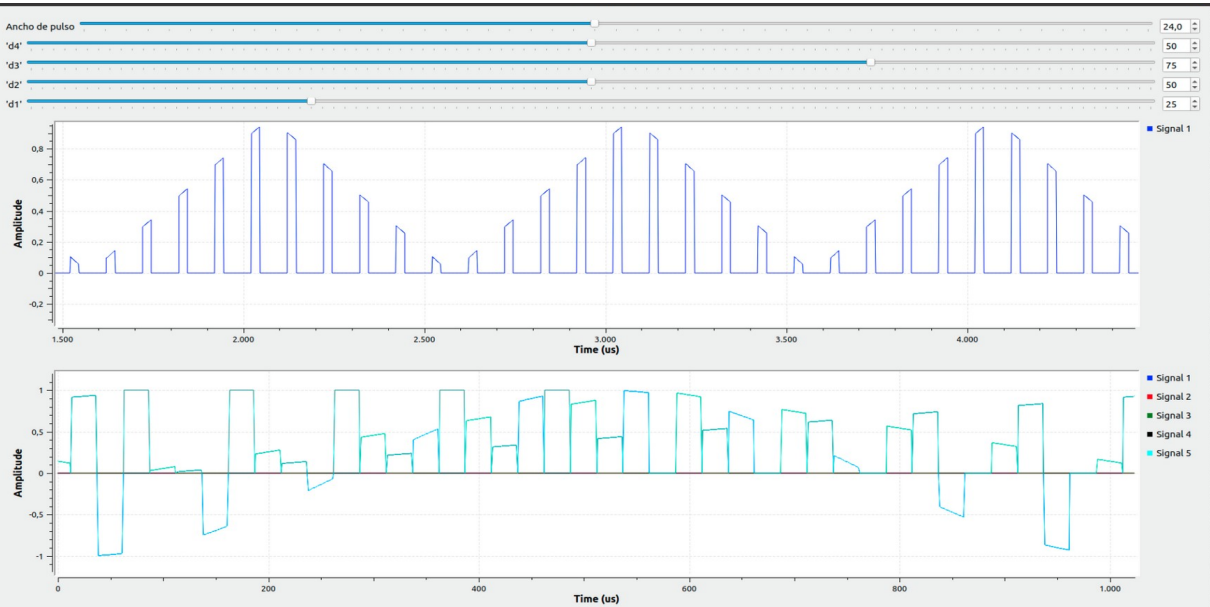 Ancho de pulso 24,0
'd4' 50
'd3' 75
'd2' 50
'd1' 25
Signal 1
0,8
0,6
0,4
0,2
0
-0,2
Amplitude
1.500 2.000 2.500 3.000 3.500 4.000
Time (us)
Signal 1
Signal 2
Signal 3
Signal 4
Signal 5
1
0,5
0
-0,5
-1
Amplitude
0 200 400 600 800 1.000
Time (us)